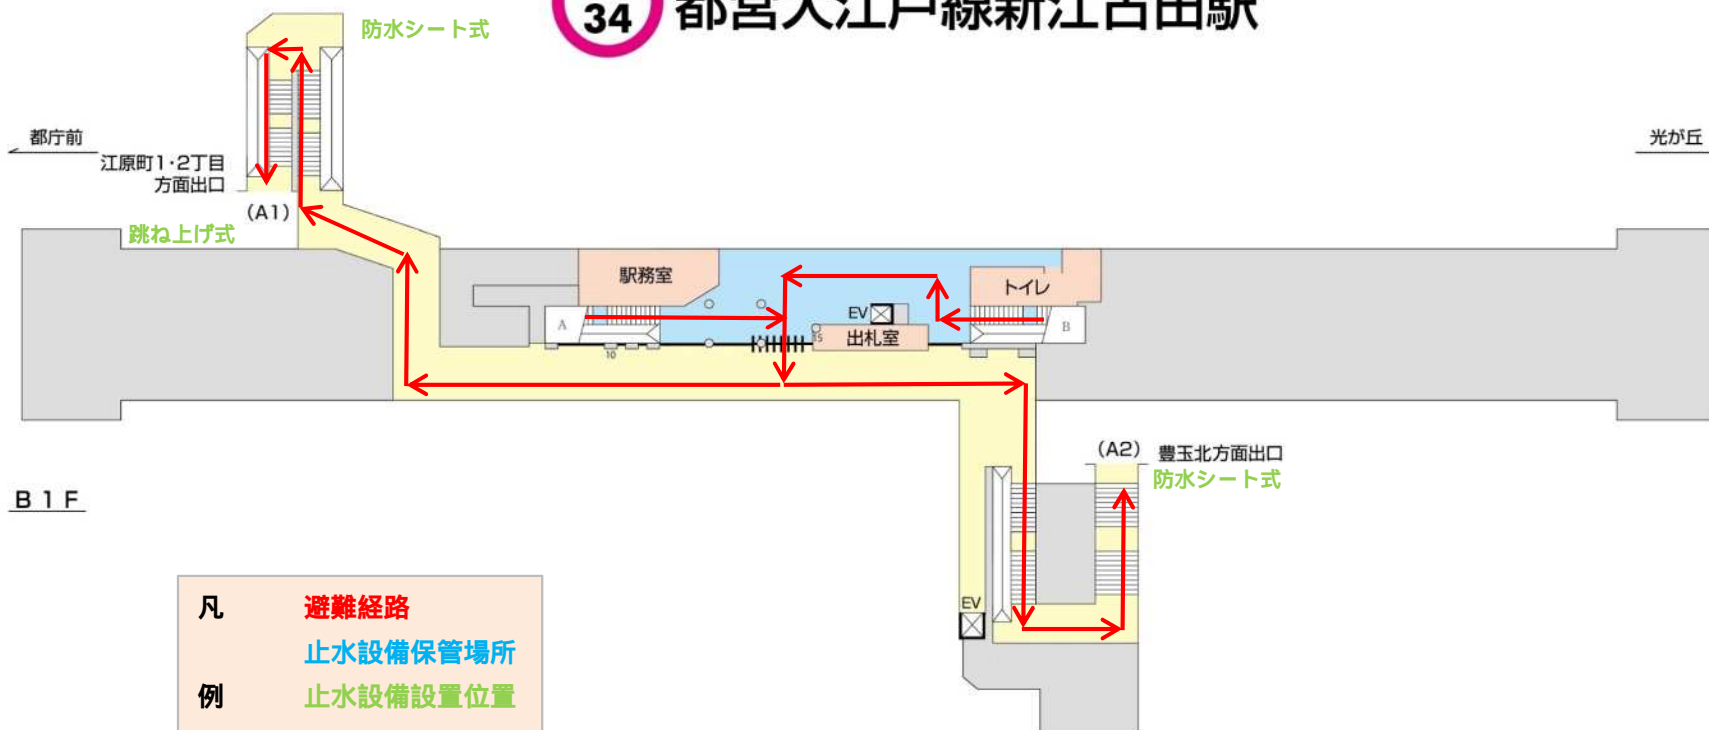 34
都営大江戸線新江古田駅
防水シート式
都庁前
光が丘
江原町1・2丁目
方面出口
(A1)
跳ね上げ式
駅務室
トイレ
EV
A
B
15
出札室
10
(A2) 豊玉北方面出口
防水シート式
B1F
EV
凡 避難経路
止水設備保管場所
例 止水設備設置位置